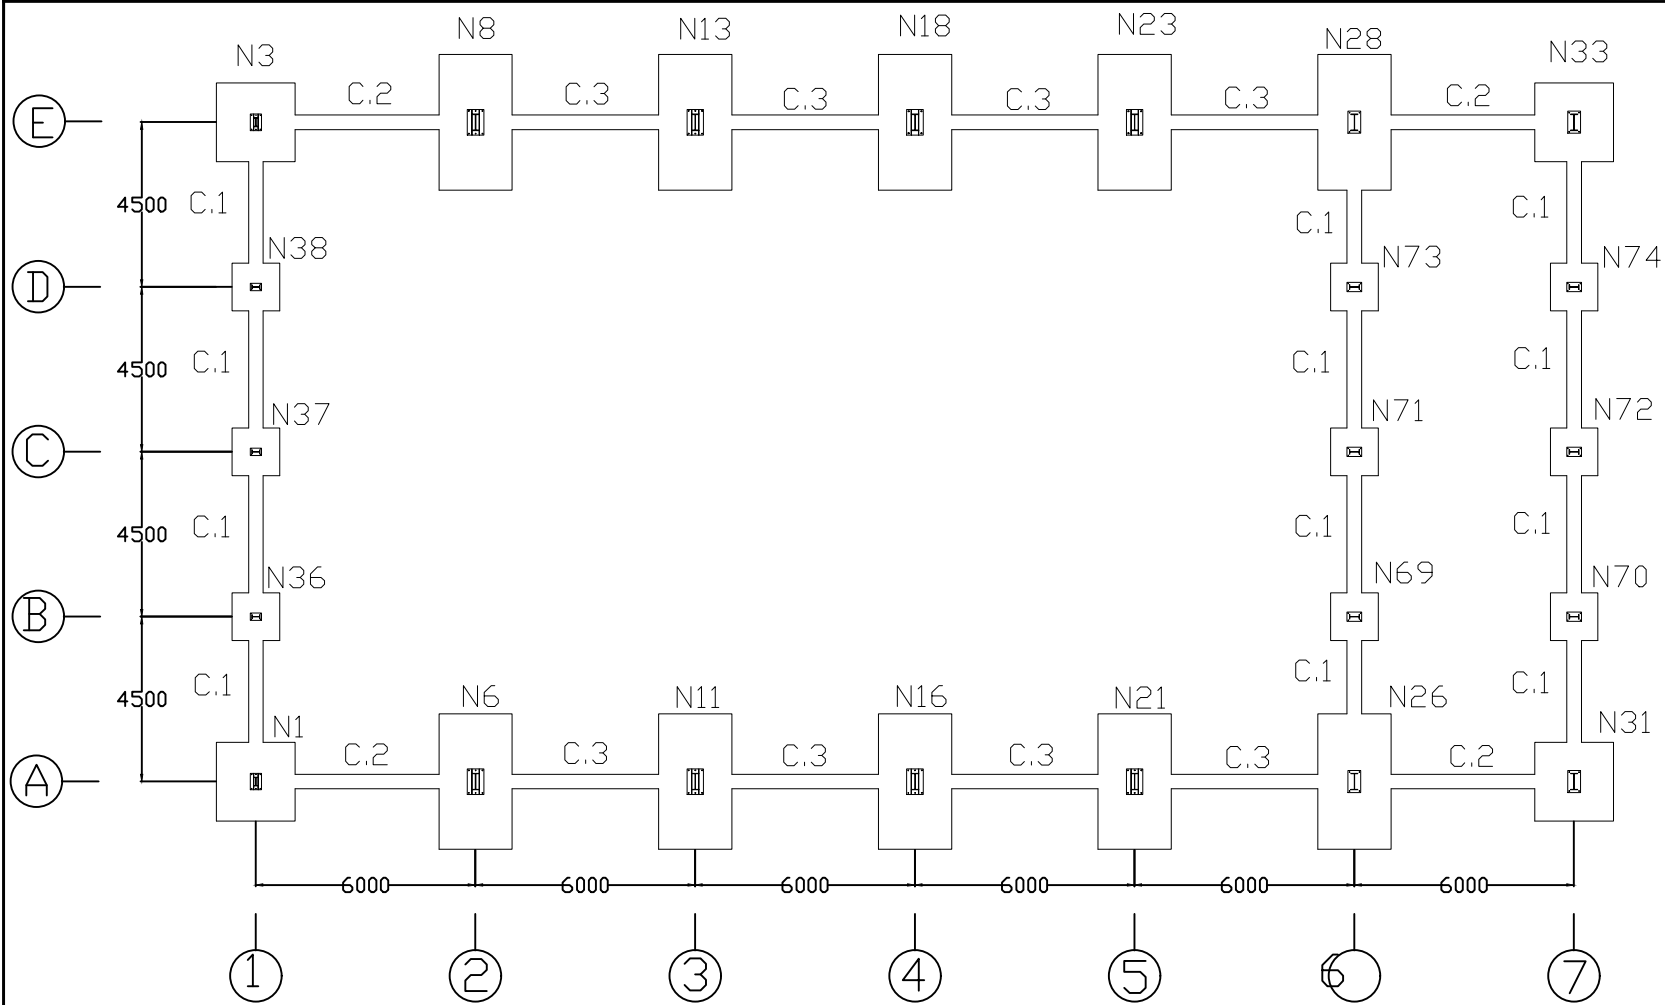 N3 N8 N13 N18 N23 N28 N33
C.2 C.3 C.3 C.3 C.3 C.2
E
4500 C.1 C.1 C.1
N38 N73 N74
D
4500 C.1 C.1 C.1
N37 N71 N72
C
4500 C.1 C.1 C.1
N36 N69 N70
B
4500 C.1 C.1 C.1
N1 N6 N11 N16 N21 N26 N31
C.2 C.3 C.3 C.3 C.3 C.2
A
6000 6000 6000 6000 6000 6000
1 2 3 4 5 6 7